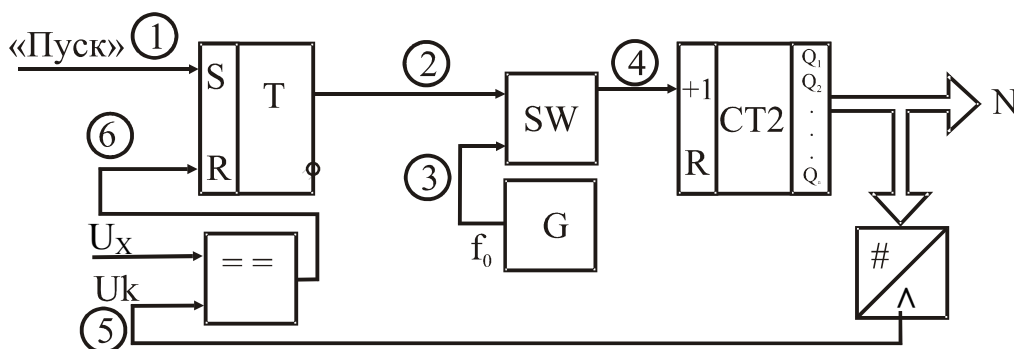 «Пуск» 1
S T
R
2
SW
3
f₀ G
4
+1 CT2
R
Q₁
Q₂
.
.
.
Qₙ
N
6
Uₓ
= =
Uk
5
#
^